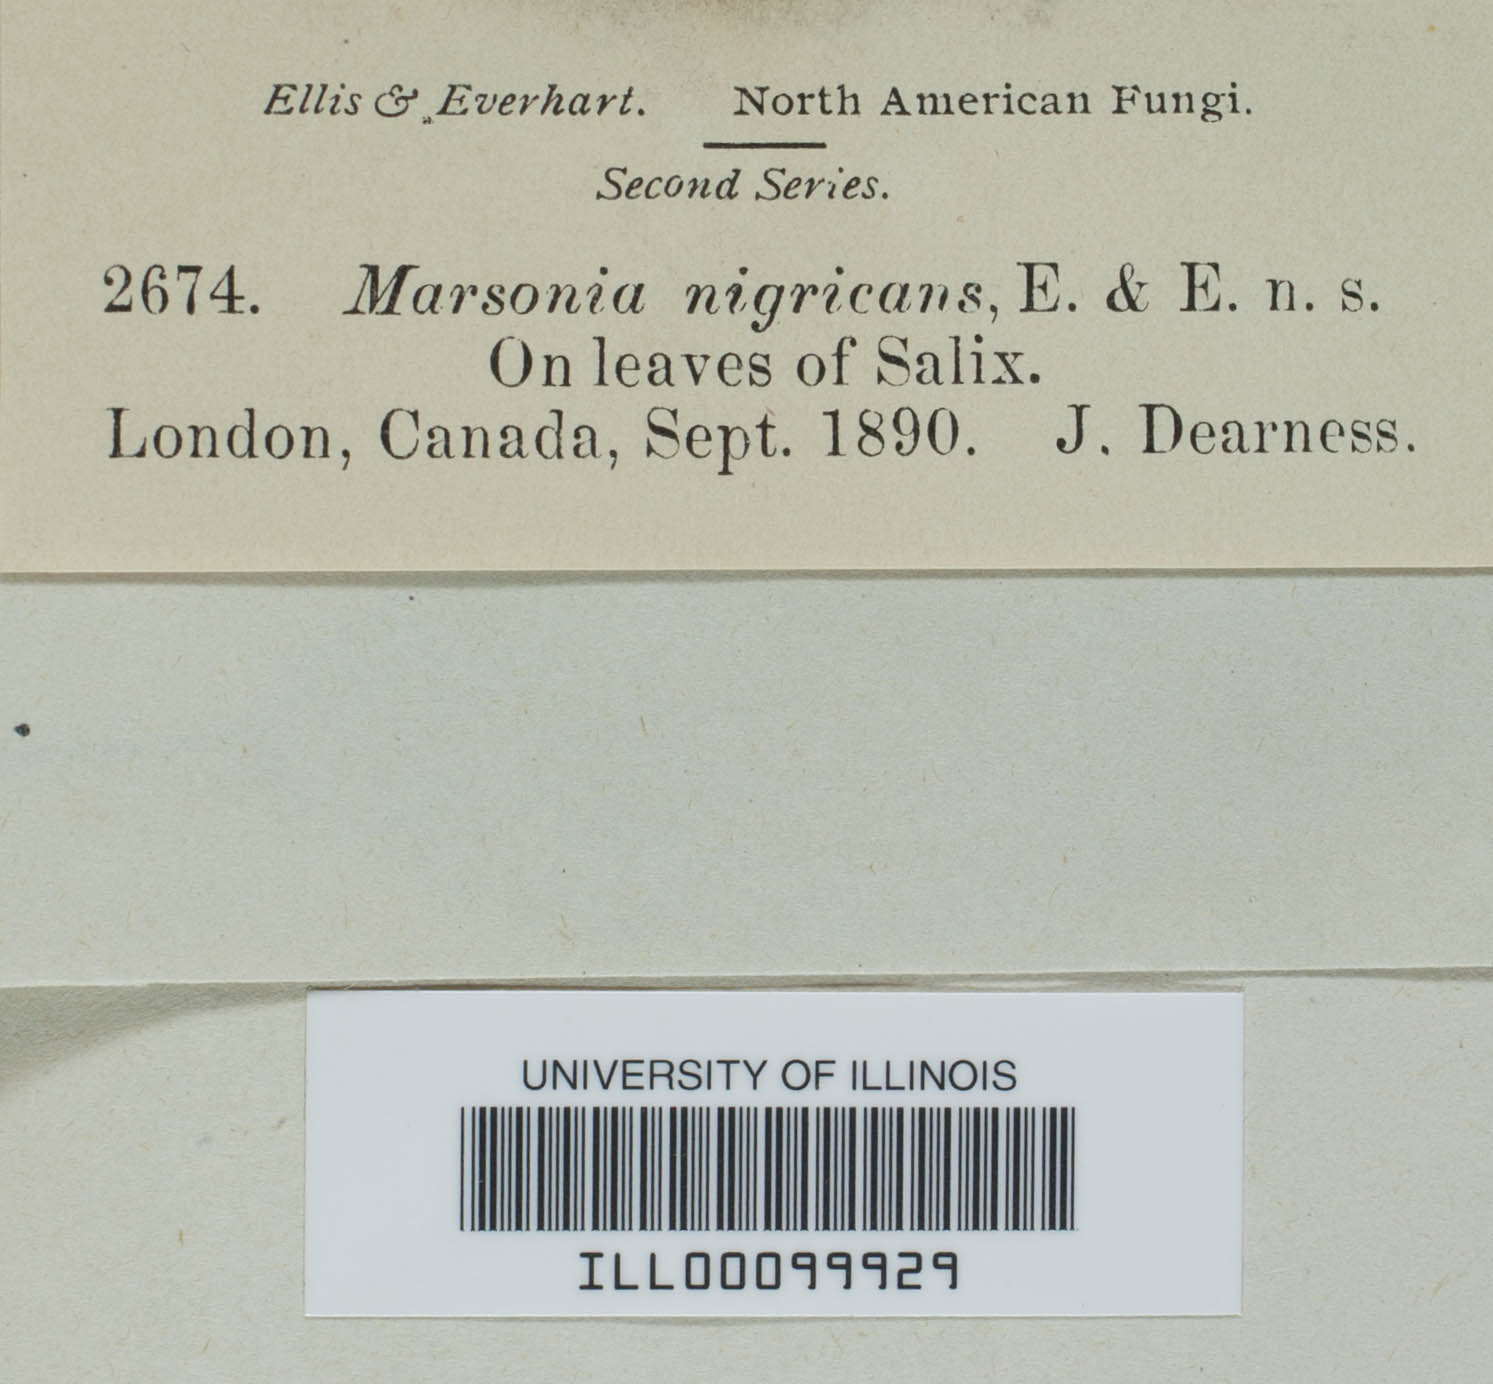 Ellis & Everhart. North American Fungi.
Second Series.
2674. Marsonia nigricans, E. & E. n. s.
On leaves of Salix.
London, Canada, Sept. 1890. J. Dearness.
UNIVERSITY OF ILLINOIS
ILL00099929